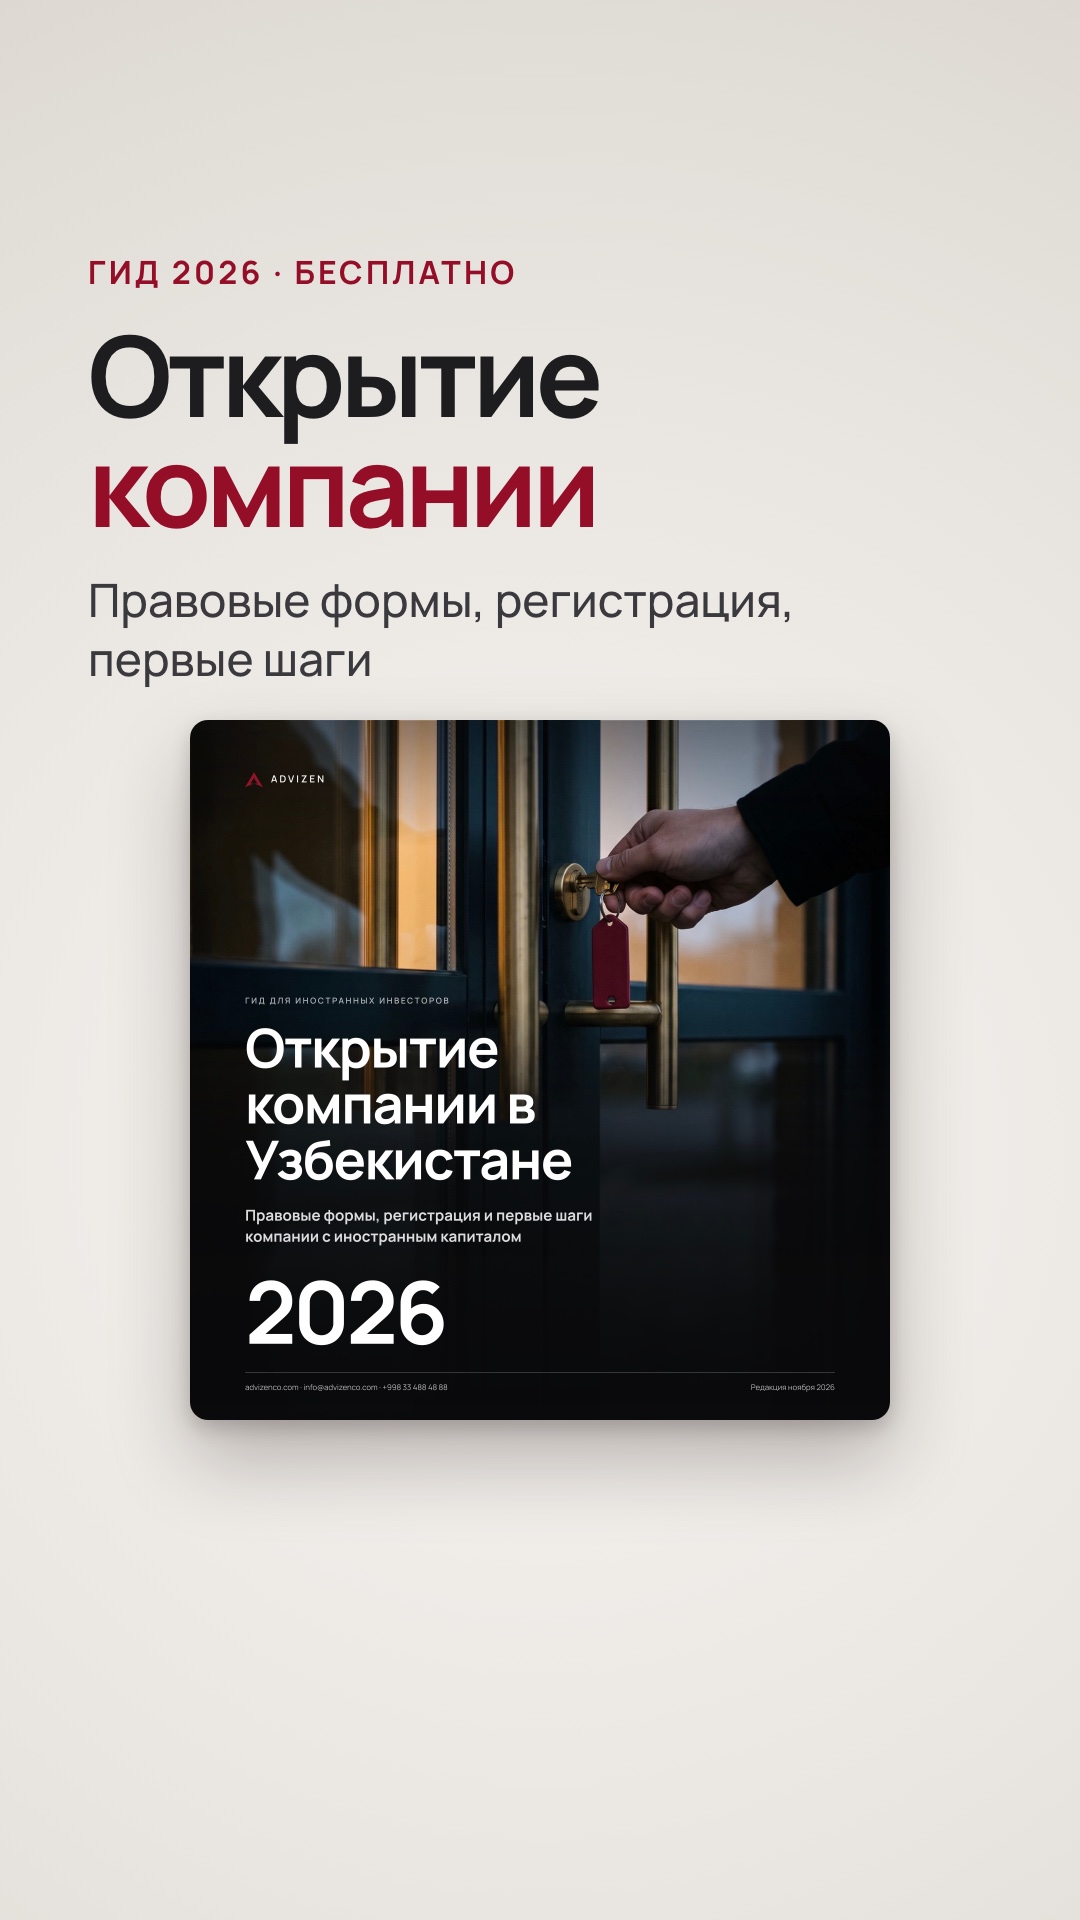 ГИД 2026 · БЕСПЛАТНО
Открытие
компании
Правовые формы, регистрация,
первые шаги
ADVIZEN
ГИД ДЛЯ ИНОСТРАННЫХ ИНВЕСТОРОВ
Открытие
компании в
Узбекистане
Правовые формы, регистрация и первые шаги
компании с иностранным капиталом
2026
advizenco.com · info@advizenco.com · +998 33 488 48 88
Редакция ноября 2026